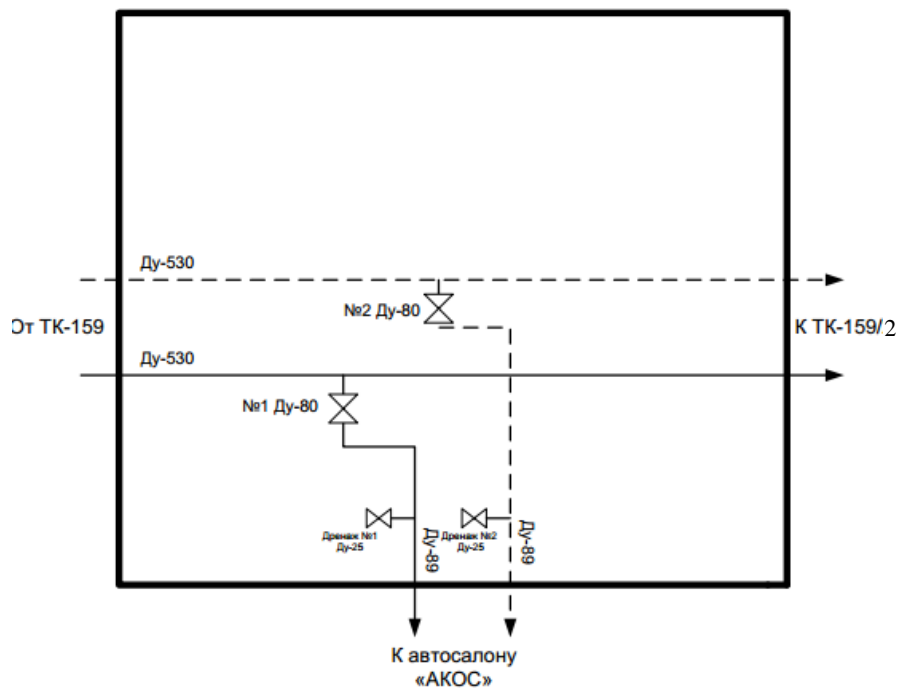 Ду-530
№2 Ду-80
От ТК-159
К ТК-159/2
Ду-530
№1 Ду-80
Дренаж №1
Ду-25
Ду-89
Дренаж №2
Ду-25
Ду-89
К автосалону
«АКОС»